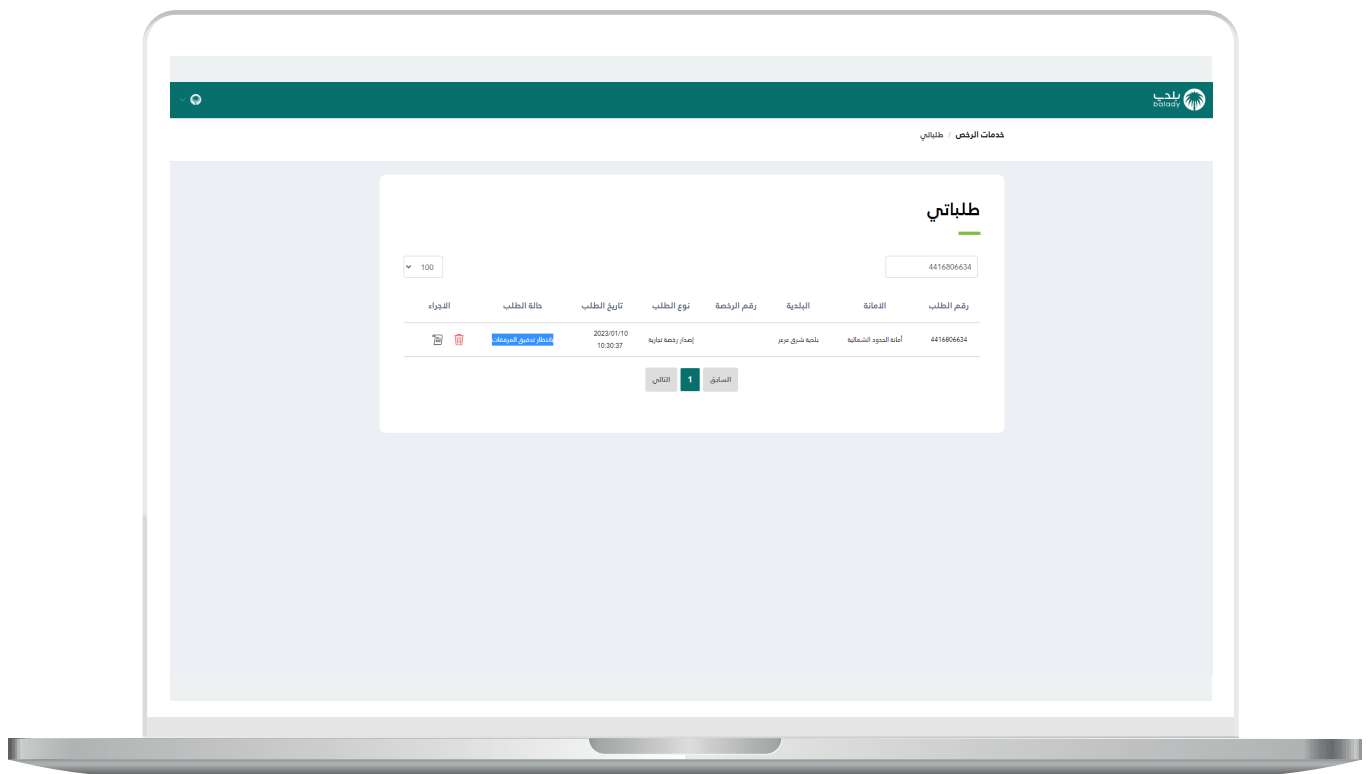 بلدي
balady
خدمات الرخص / طلباتي
طلباتي
4416806634
100
رقم الطلب الامانة البلدية رقم الرخصة نوع الطلب تاريخ الطلب حالة الطلب الاجراء
4416806634 أمانة الحدود الشمالية بلدية شرق عرعر إصدار رخصة تجارية 2023/01/10 بانتظار تدقيق المرفقات
10:30:37
السابق 1 التالي